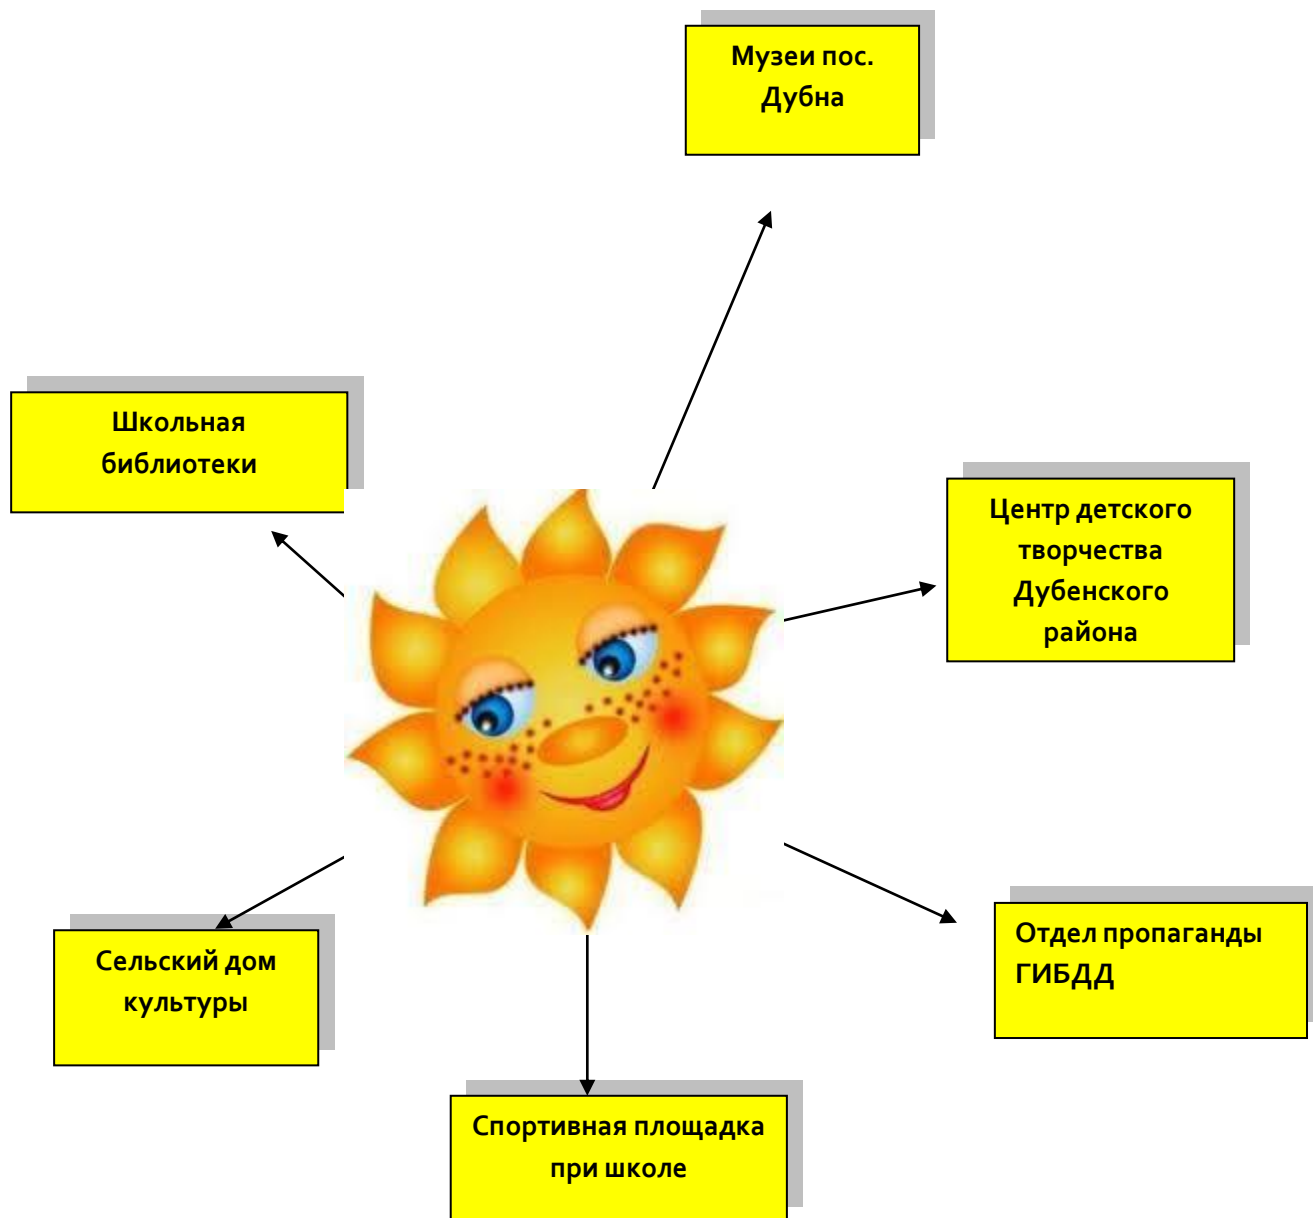 Музеи пос.
Дубна
Школьная
библиотеки
Центр детского
творчества
Дубенского
района
Отдел пропаганды
ГИБДД
Сельский дом
культуры
Спортивная площадка
при школе